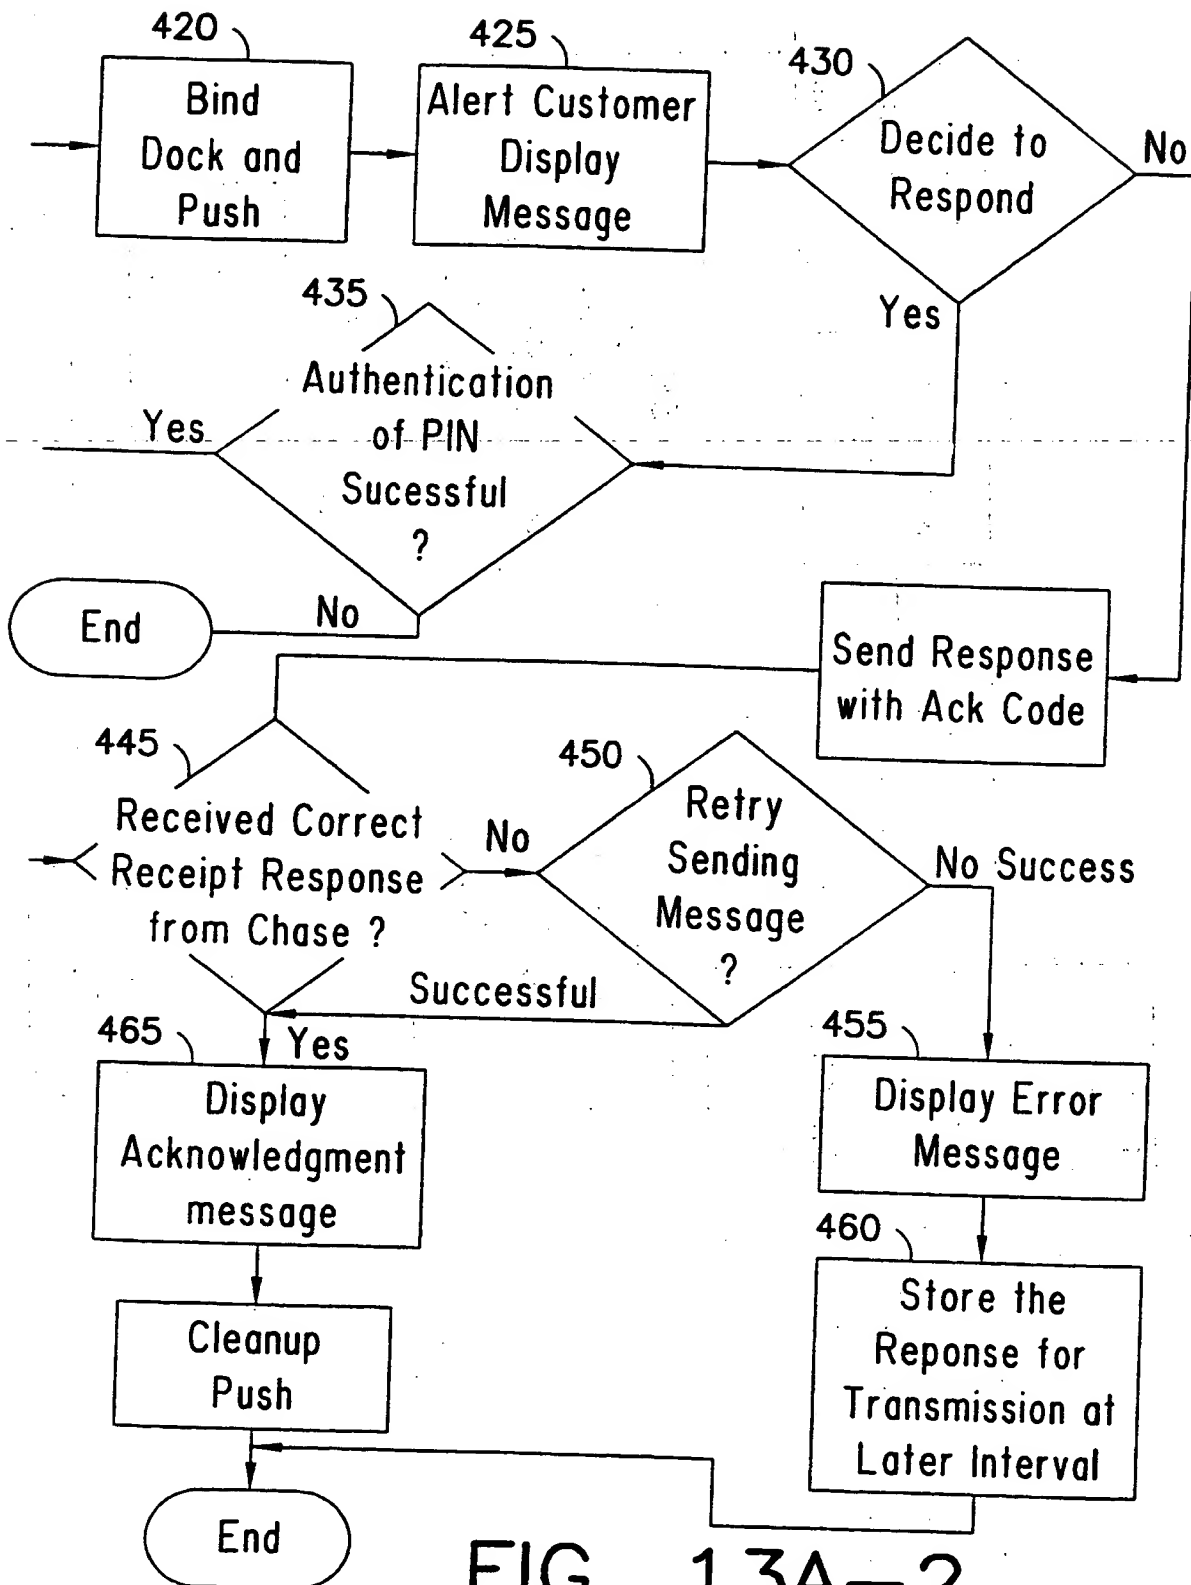 420
Bind
Dock and
Push
425
Alert Customer
Display
Message
430
Decide to
Respond
No
Yes
435
Authentication
of PIN
Sucessful
?
Yes
No
End
Send Response
with Ack Code
445
Received Correct
Receipt Response
from Chase ?
No
450
Retry
Sending
Message
?
No Success
Successful
Yes
465
Display
Acknowledgment
message
455
Display Error
Message
460
Store the
Reponse for
Transmission at
Later Interval
Cleanup
Push
End
FIG. 13A-2